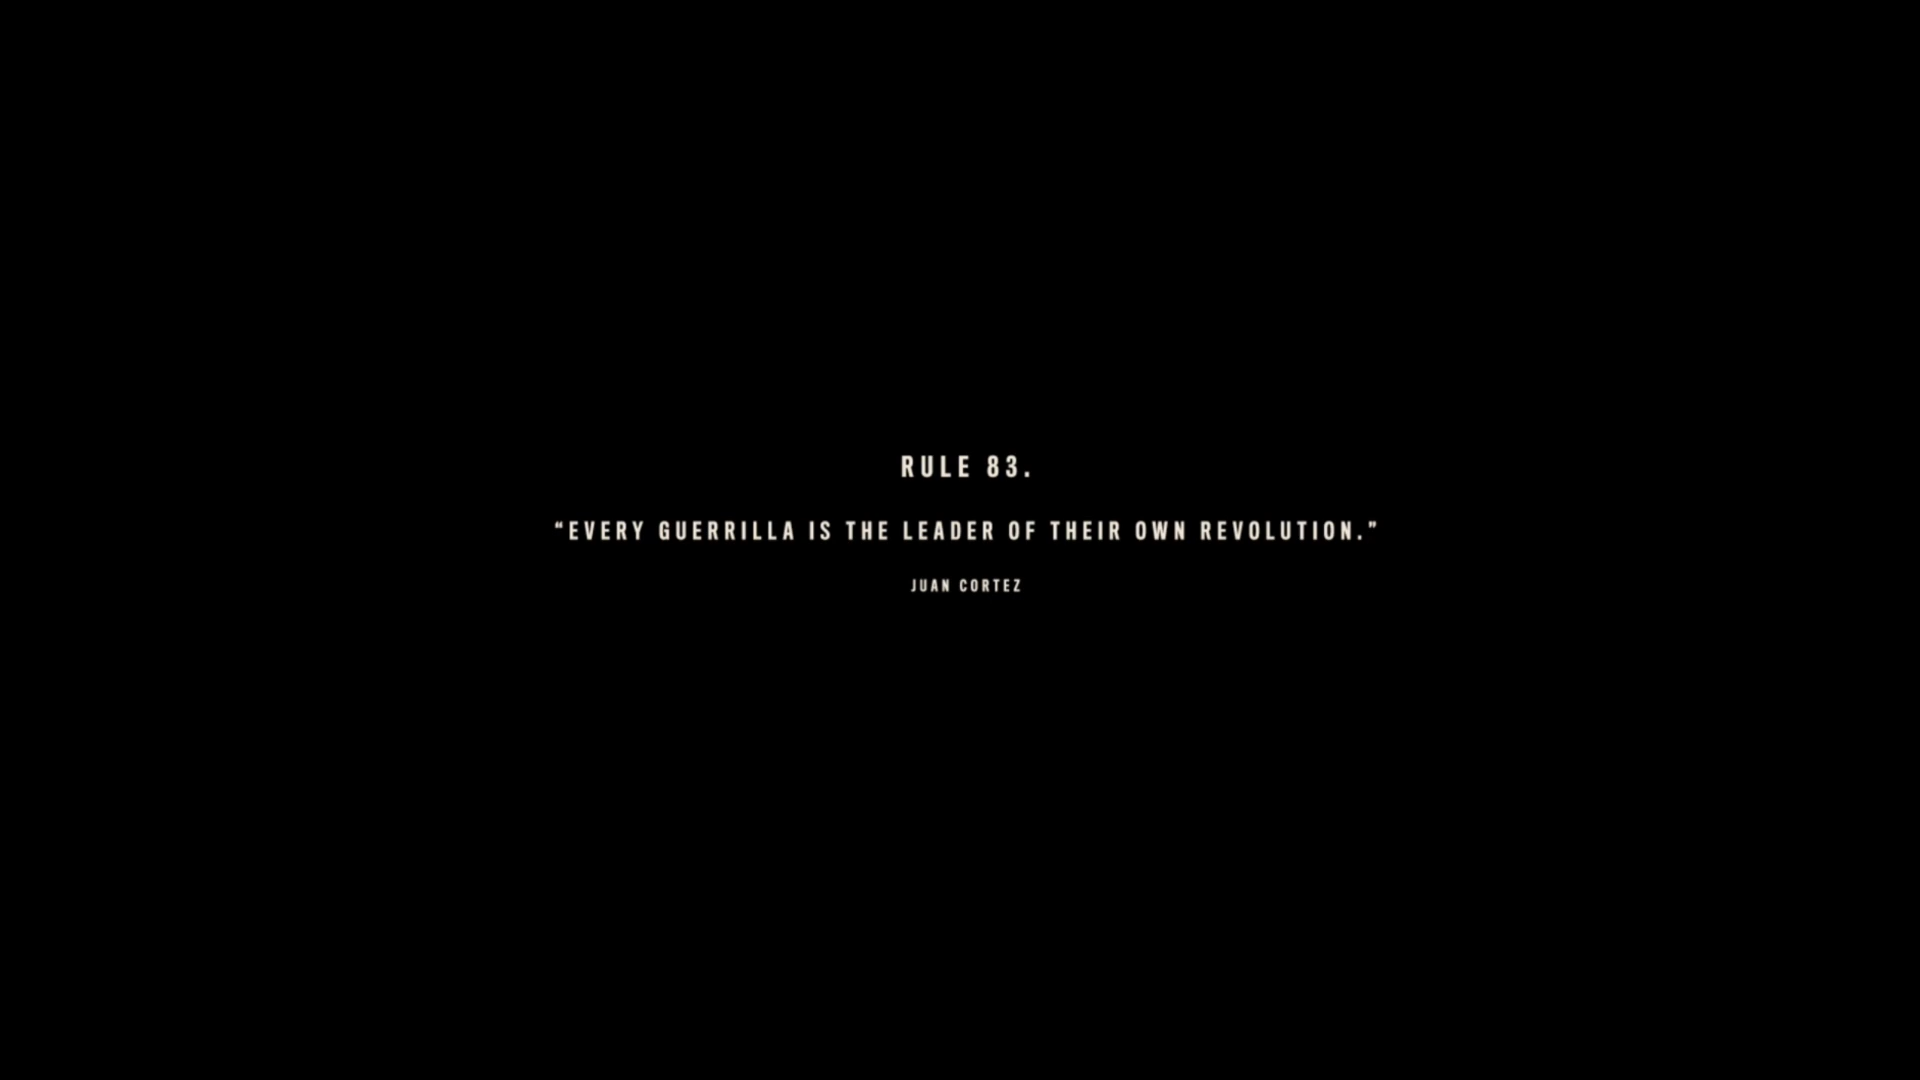 RULE 83.
“EVERY GUERRILLA IS THE LEADER OF THEIR OWN REVOLUTION.”
JUAN CORTEZ